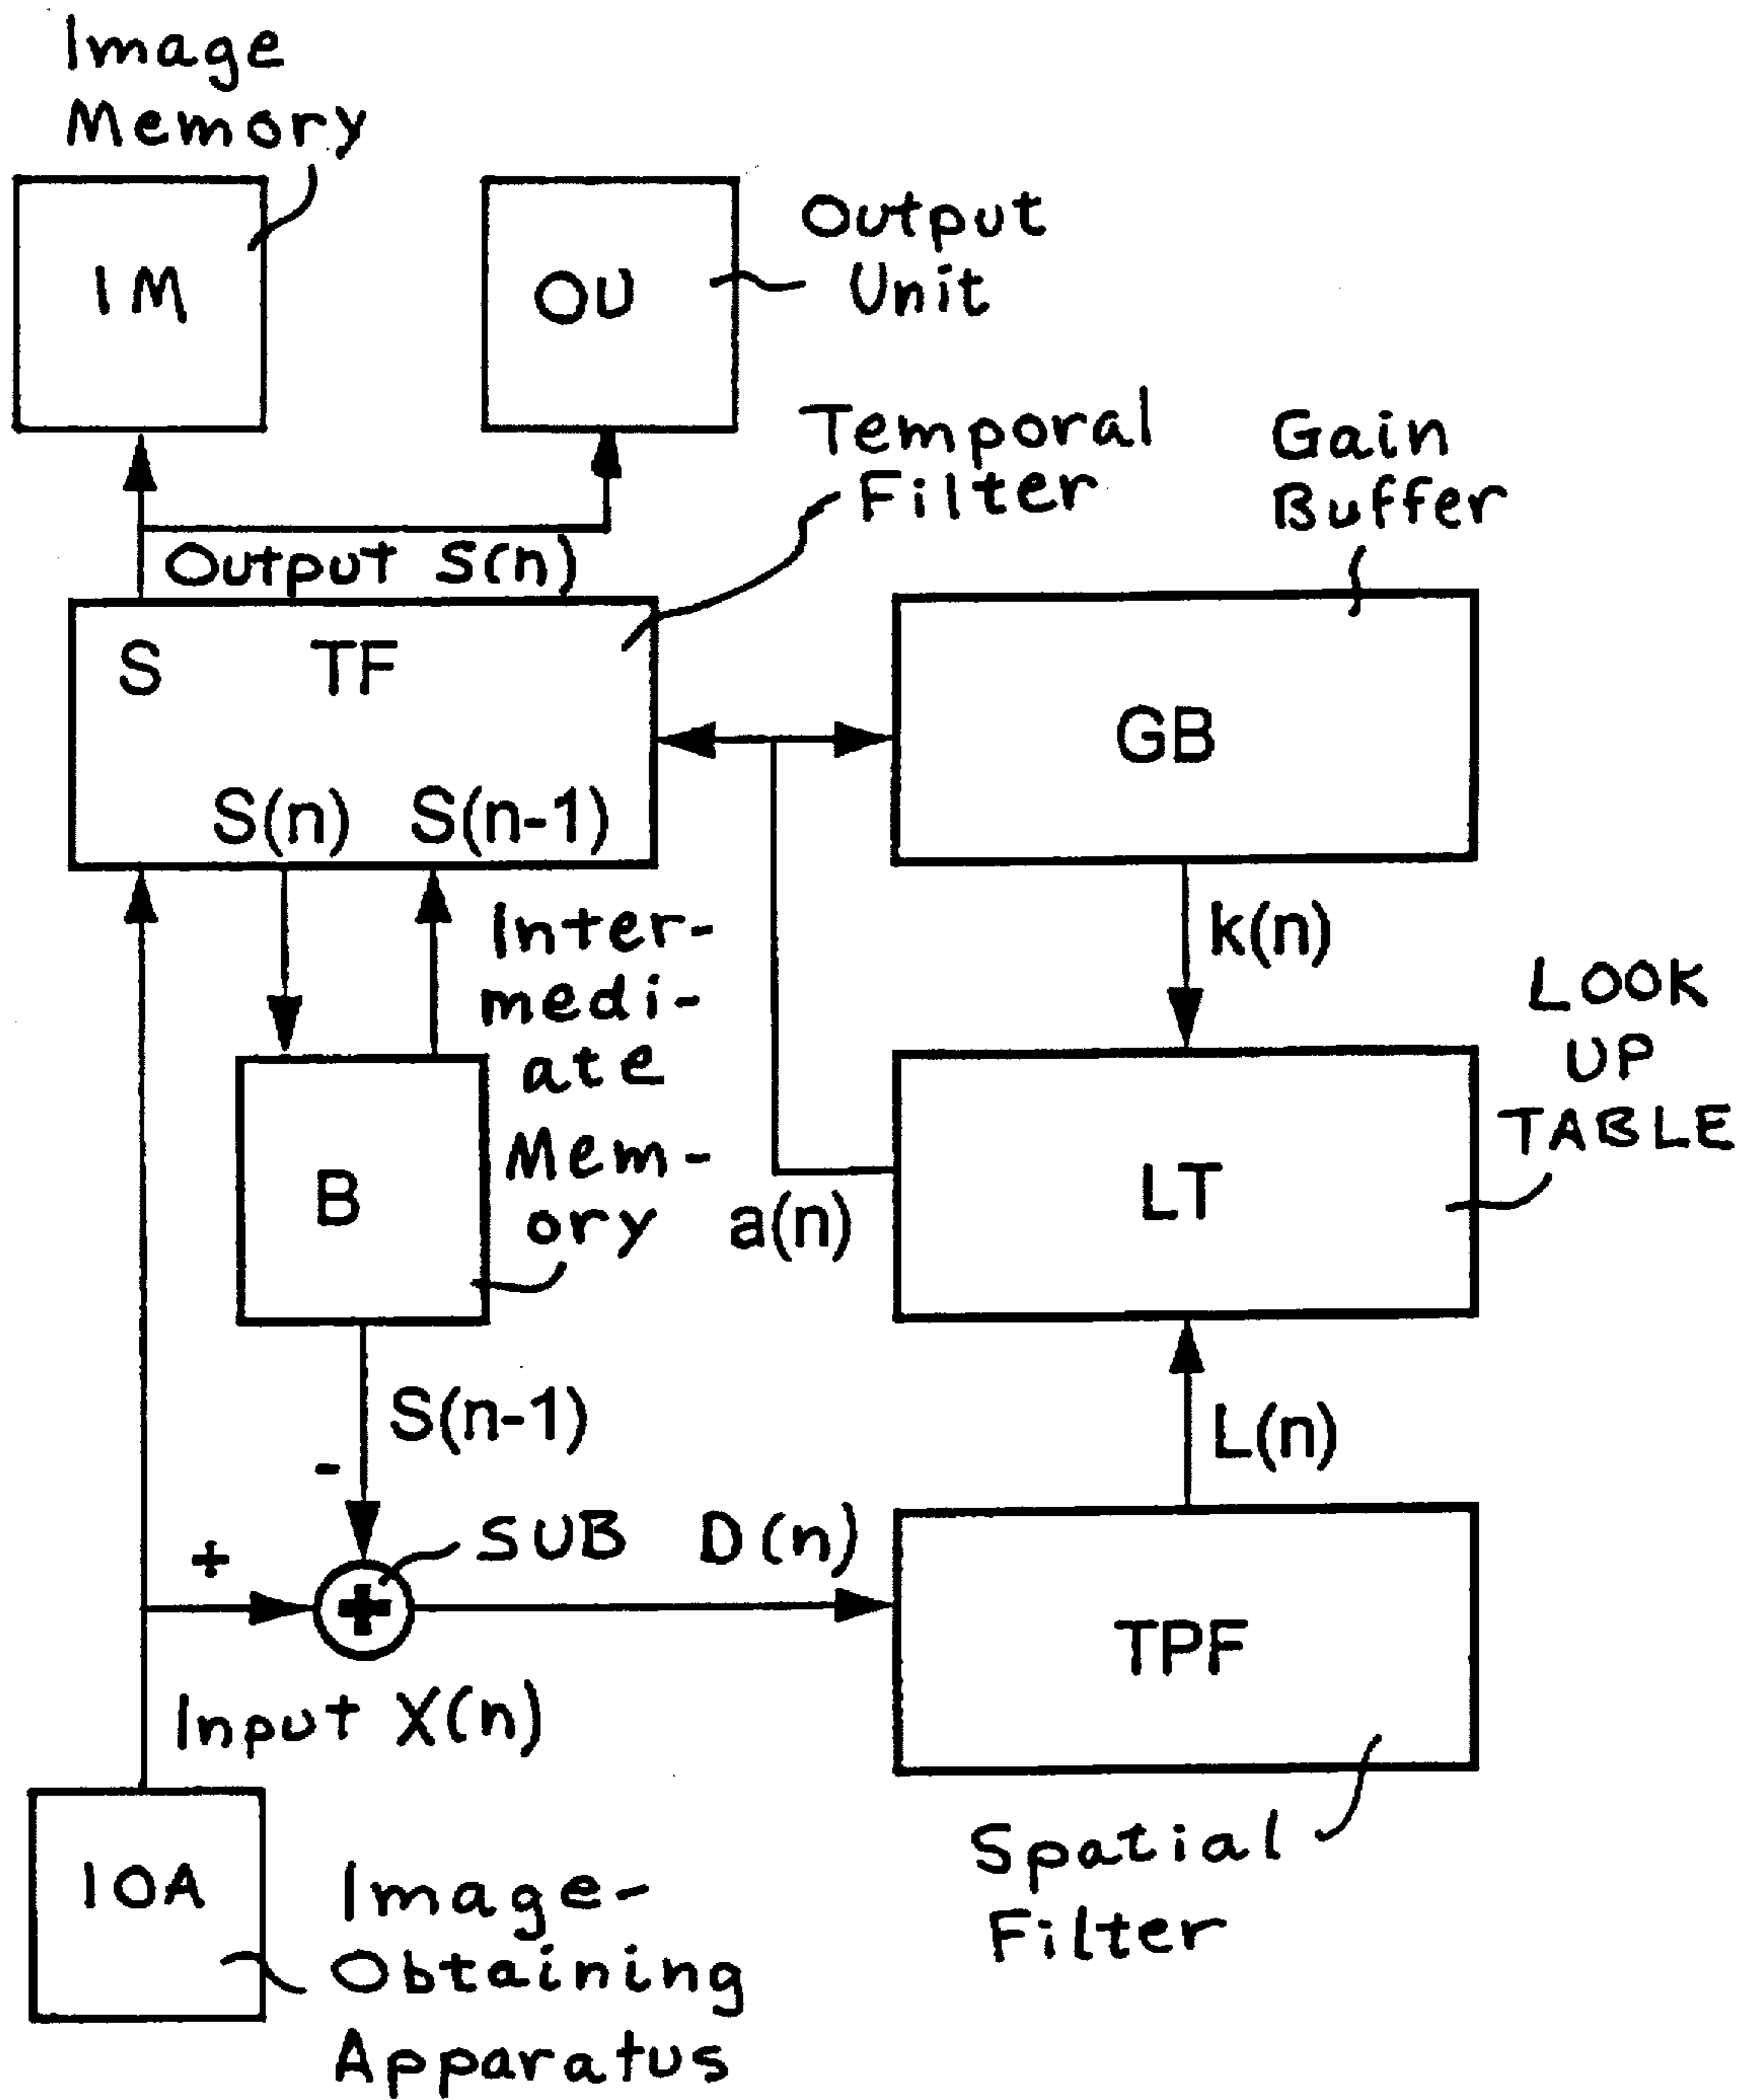 Image
Memory
IM
OU
Output
Unit
Temporal
Filter
Gain
Buffer
Output S(n)
S TF
S(n) S(n-1)
GB
k(n)
Inter-
medi-
ate
Mem-
ory
B
a(n)
LOOK
UP
TABLE
LT
S(n-1)
L(n)
-
+
SUB D(n)
+
TPF
Input X(n)
Spatial
Filter
IOA
Image-
Obtaining
Apparatus